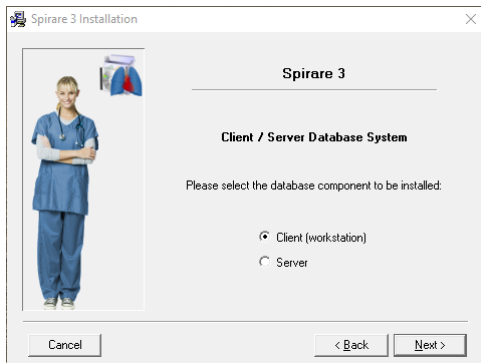 Spirare 3 Installation
Spirare 3
Client / Server Database System
Please select the database component to be installed:
Client (workstation)
Server
Cancel
< Back
Next >